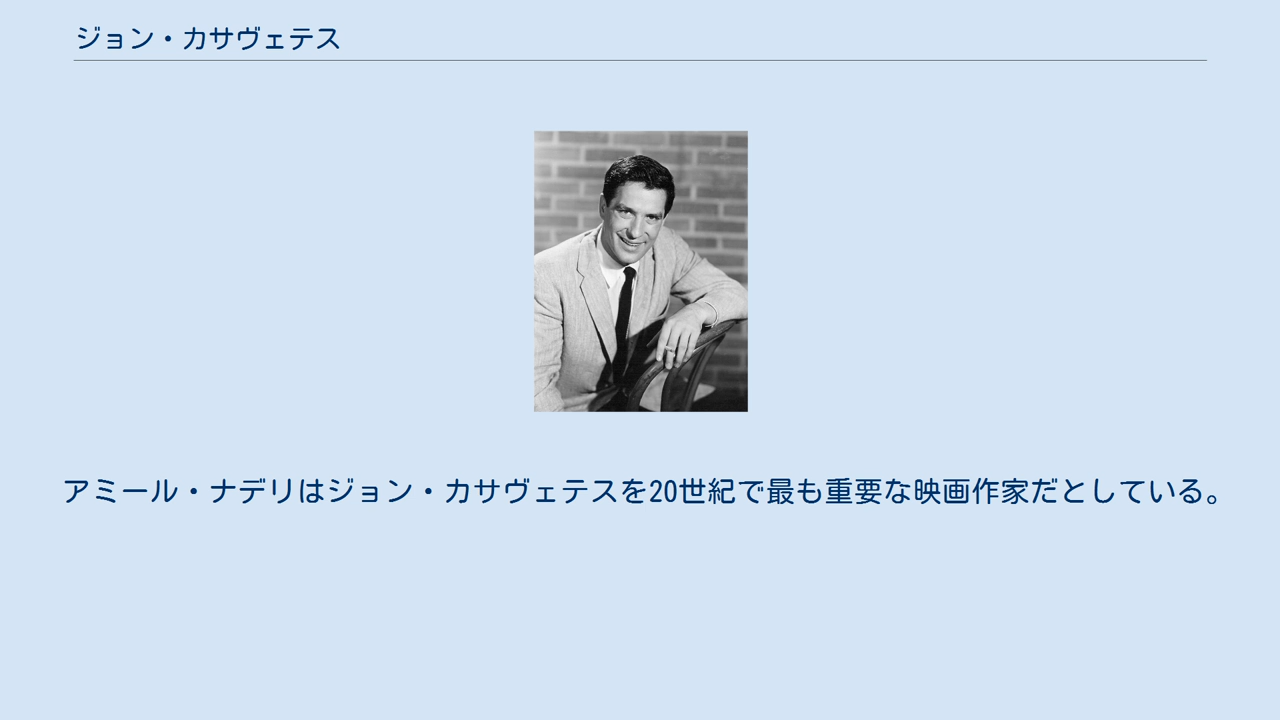 ジョン・カサヴェテス
アミール・ナデリはジョン・カサヴェテスを20世紀で最も重要な映画作家だとしている。